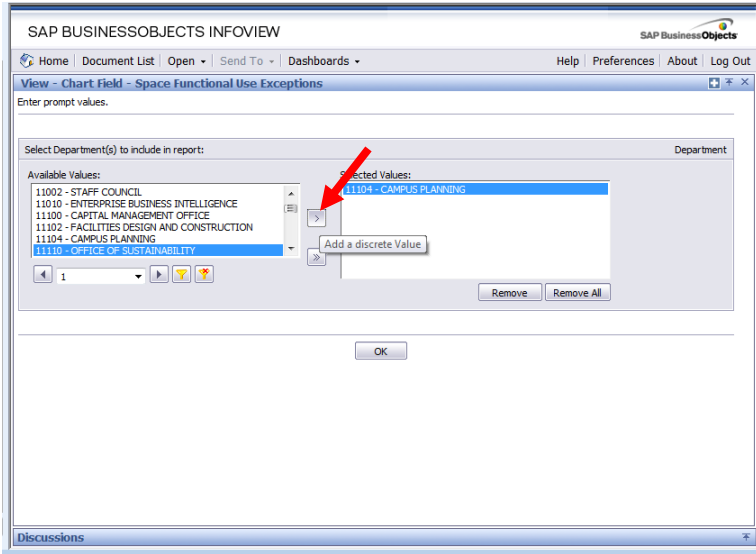 SAP BUSINESSOBJECTS INFOVIEW
SAP BusinessObjects
Home Document List Open Send To Dashboards Help Preferences About Log Out
View - Chart Field - Space Functional Use Exceptions
Enter prompt values.
Select Department(s) to include in report: Department
Available Values: Selected Values:
11002 - STAFF COUNCIL
11010 - ENTERPRISE BUSINESS INTELLIGENCE
11100 - CAPITAL MANAGEMENT OFFICE
11102 - FACILITIES DESIGN AND CONSTRUCTION
11104 - CAMPUS PLANNING
11110 - OFFICE OF SUSTAINABILITY
11104 - CAMPUS PLANNING
>
Add a discrete Value
»
1
Remove Remove All
OK
Discussions